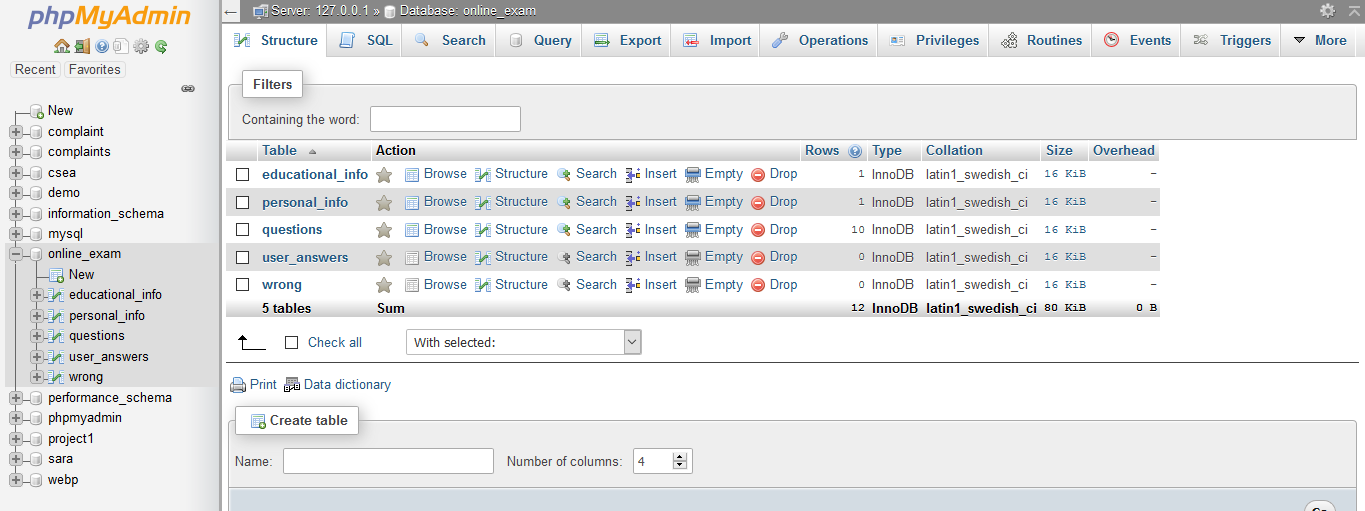 phpMyAdmin
Recent Favorites
New
complaint
complaints
csea
demo
information_schema
mysql
online_exam
New
educational_info
personal_info
questions
user_answers
wrong
performance_schema
phpmyadmin
project1
sara
webp
← Server: 127.0.0.1 » Database: online_exam
Structure SQL Search Query Export Import Operations Privileges Routines Events Triggers More
Filters
Containing the word:
Table Action Rows Type Collation Size Overhead
educational_info Browse Structure Search Insert Empty Drop 1 InnoDB latin1_swedish_ci 16 KiB -
personal_info Browse Structure Search Insert Empty Drop 1 InnoDB latin1_swedish_ci 16 KiB -
questions Browse Structure Search Insert Empty Drop 10 InnoDB latin1_swedish_ci 16 KiB -
user_answers Browse Structure Search Insert Empty Drop 0 InnoDB latin1_swedish_ci 16 KiB -
wrong Browse Structure Search Insert Empty Drop 0 InnoDB latin1_swedish_ci 16 KiB -
5 tables Sum 12 InnoDB latin1_swedish_ci 80 KiB 0 B
Check all With selected:
Print Data dictionary
Create table
Name: Number of columns: 4